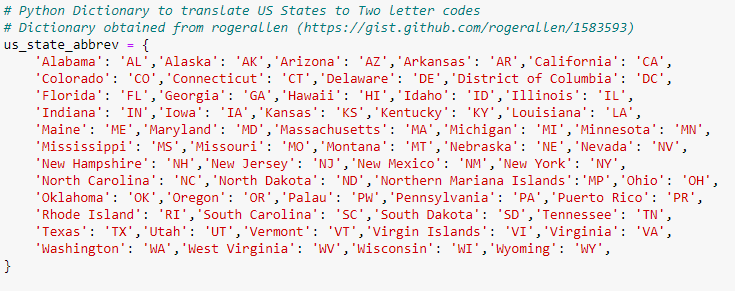 # Python Dictionary to translate US States to Two letter codes
# Dictionary obtained from rogerallen (https://gist.github.com/rogerallen/1583593)
us_state_abbrev = {
    'Alabama': 'AL','Alaska': 'AK','Arizona': 'AZ','Arkansas': 'AR','California': 'CA',
    'Colorado': 'CO','Connecticut': 'CT','Delaware': 'DE','District of Columbia': 'DC',
    'Florida': 'FL','Georgia': 'GA','Hawaii': 'HI','Idaho': 'ID','Illinois': 'IL',
    'Indiana': 'IN','Iowa': 'IA','Kansas': 'KS','Kentucky': 'KY','Louisiana': 'LA',
    'Maine': 'ME','Maryland': 'MD','Massachusetts': 'MA','Michigan': 'MI','Minnesota': 'MN',
    'Mississippi': 'MS','Missouri': 'MO','Montana': 'MT','Nebraska': 'NE','Nevada': 'NV',
    'New Hampshire': 'NH','New Jersey': 'NJ','New Mexico': 'NM','New York': 'NY',
    'North Carolina': 'NC','North Dakota': 'ND','Northern Mariana Islands':'MP','Ohio': 'OH',
    'Oklahoma': 'OK','Oregon': 'OR','Palau': 'PW','Pennsylvania': 'PA','Puerto Rico': 'PR',
    'Rhode Island': 'RI','South Carolina': 'SC','South Dakota': 'SD','Tennessee': 'TN',
    'Texas': 'TX','Utah': 'UT','Vermont': 'VT','Virgin Islands': 'VI','Virginia': 'VA',
    'Washington': 'WA','West Virginia': 'WV','Wisconsin': 'WI','Wyoming': 'WY',
}